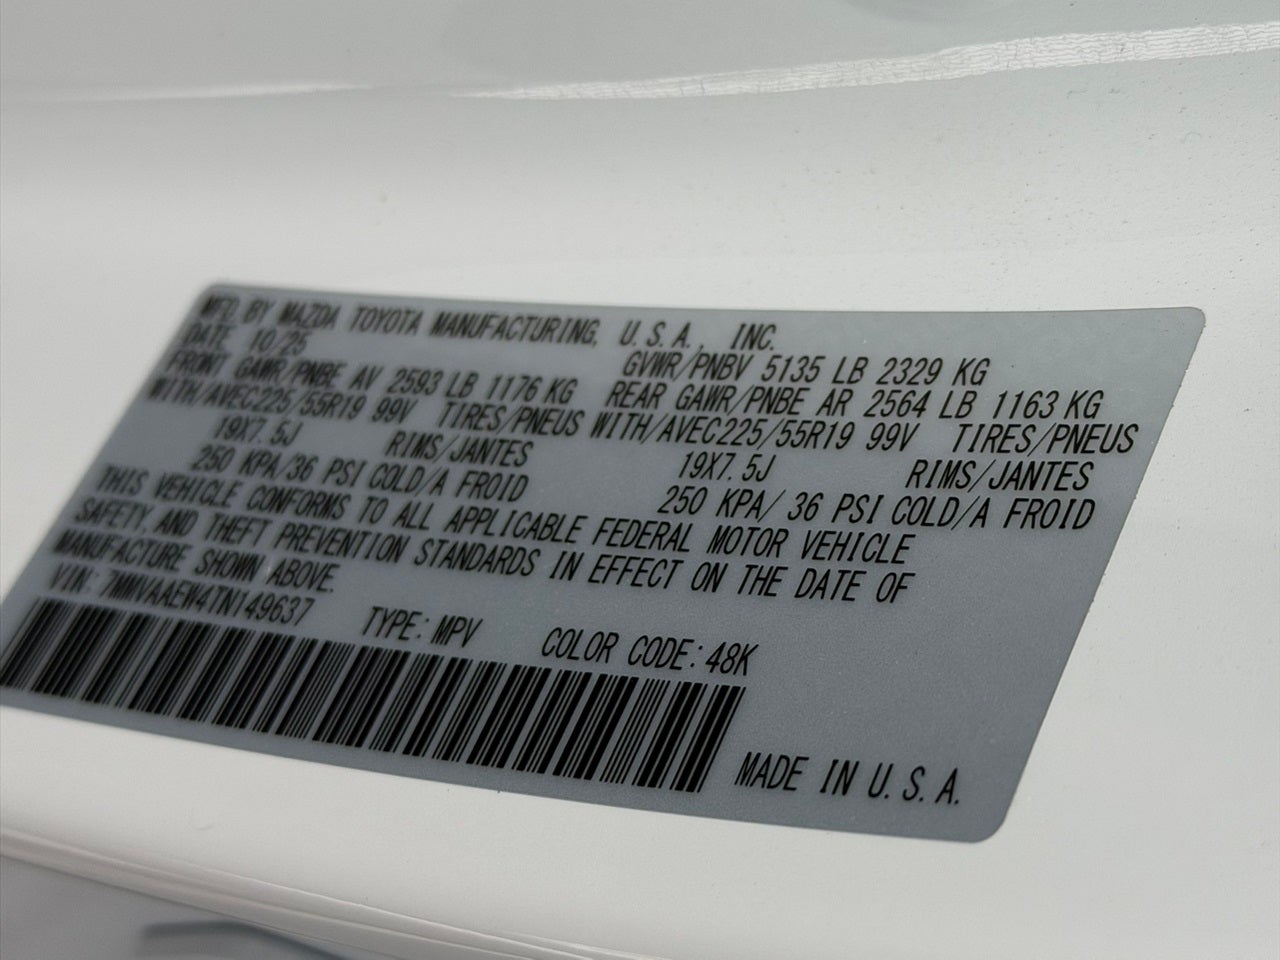 MFD. BY MAZDA TOYOTA MANUFACTURING, U.S.A., INC.
DATE 10/25 GVWR/PNBV 5135 LB 2329 KG
FRONT GAWR/PNBE AV 2593 LB 1176 KG REAR GAWR/PNBE AR 2564 LB 1163 KG
WITH/AVEC225/55R19 99V TIRES/PNEUS WITH/AVEC225/55R19 99V TIRES/PNEUS
19X7.5J RIMS/JANTES 19X7.5J RIMS/JANTES
250 KPA/36 PSI COLD/A FROID 250 KPA/ 36 PSI COLD/A FROID
THIS VEHICLE CONFORMS TO ALL APPLICABLE FEDERAL MOTOR VEHICLE
SAFETY, AND THEFT PREVENTION STANDARDS IN EFFECT ON THE DATE OF
MANUFACTURE SHOWN ABOVE.
VIN: 7MMVAAEW4TN149637 TYPE: MPV COLOR CODE: 48K
MADE IN U.S.A.